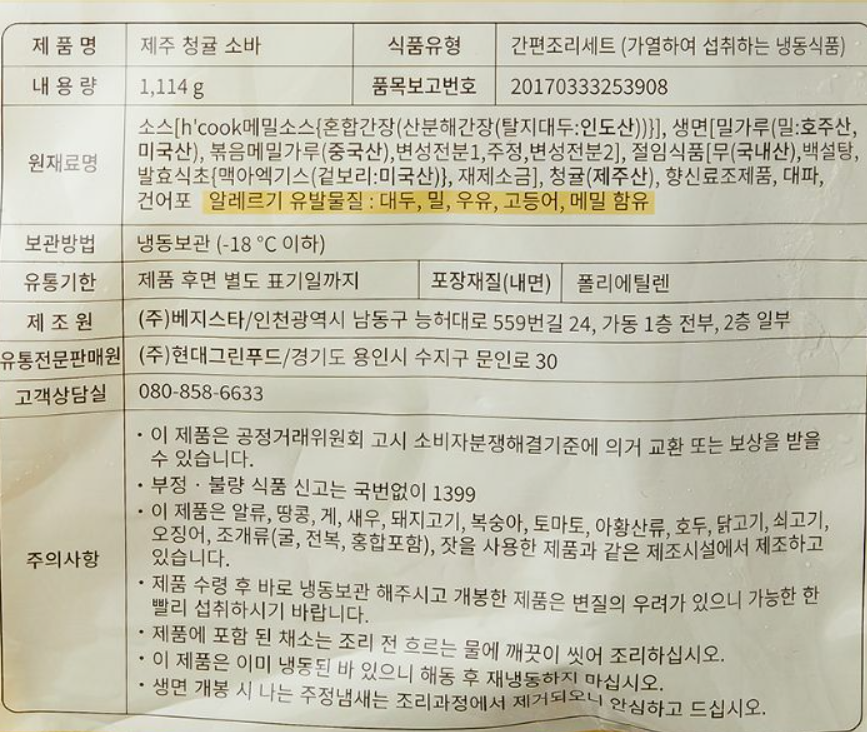 제 품 명 제주 청귤 소바 식품유형 간편조리세트 (가열하여 섭취하는 냉동식품)
내 용 량 1,114 g 품목보고번호 20170333253908
원재료명
소스[h'cook메밀소스{혼합간장(산분해간장(탈지대두:인도산))}], 생면[밀가루(밀:호주산,
미국산), 볶음메밀가루(중국산),변성전분1,주정,변성전분2], 절임식품[무(국내산),백설탕,
발효식초{맥아엑기스(겉보리:미국산)}, 재제소금], 청귤(제주산), 향신료조제품, 대파,
건어포 알레르기 유발물질 : 대두, 밀, 우유, 고등어, 메밀 함유
보관방법 냉동보관 (-18 ℃ 이하)
유통기한 제품 후면 별도 표기일까지 포장재질(내면) 폴리에틸렌
제 조 원 (주)베지스타/인천광역시 남동구 능허대로 559번길 24, 가동 1층 전부, 2층 일부
유통전문판매원 (주)현대그린푸드/경기도 용인시 수지구 문인로 30
고객상담실 080-858-6633
주의사항
· 이 제품은 공정거래위원회 고시 소비자분쟁해결기준에 의거 교환 또는 보상을 받을
수 있습니다.
· 부정 · 불량 식품 신고는 국번없이 1399
· 이 제품은 알류, 땅콩, 게, 새우, 돼지고기, 복숭아, 토마토, 아황산류, 호두, 닭고기, 쇠고기,
오징어, 조개류(굴, 전복, 홍합포함), 잣을 사용한 제품과 같은 제조시설에서 제조하고
있습니다.
· 제품 수령 후 바로 냉동보관 해주시고 개봉한 제품은 변질의 우려가 있으니 가능한 한
빨리 섭취하시기 바랍니다.
· 제품에 포함 된 채소는 조리 전 흐르는 물에 깨끗이 씻어 조리하십시오.
· 이 제품은 이미 냉동된 바 있으니 해동 후 재냉동하지 마십시오.
· 생면 개봉 시 나는 주정냄새는 조리과정에서 제거되오니 안심하고 드십시오.